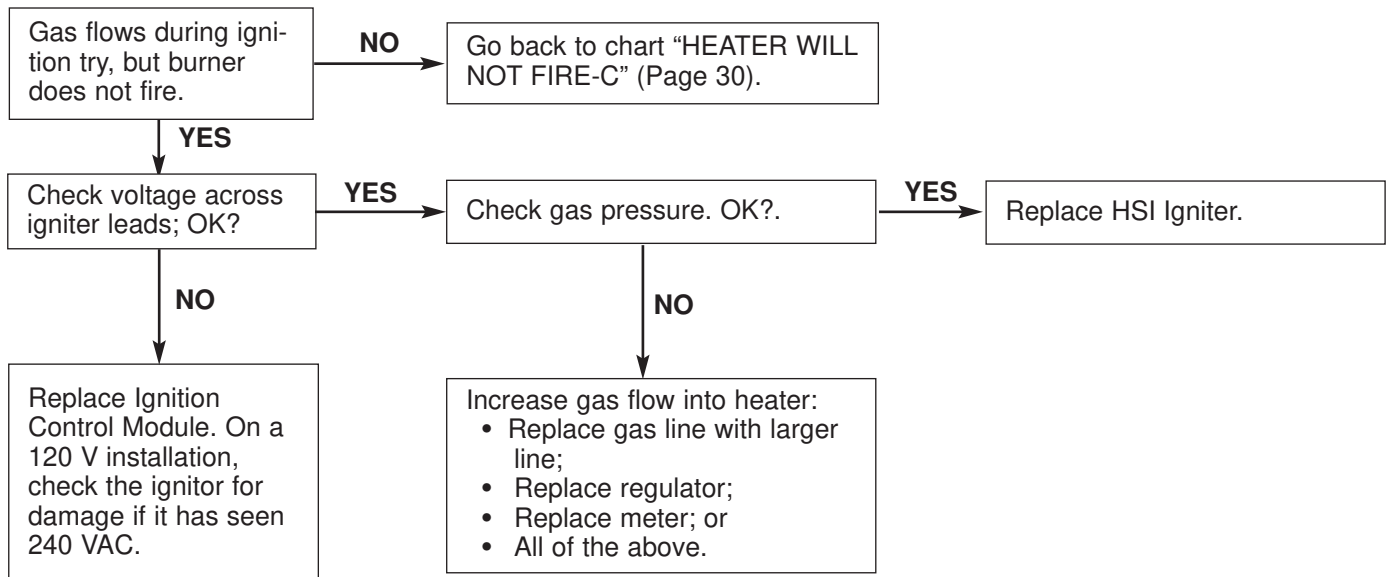 Gas flows during igni-
tion try, but burner
does not fire.
NO
Go back to chart “HEATER WILL
NOT FIRE-C” (Page 30).
YES
Check voltage across
igniter leads; OK?
YES
Check gas pressure. OK?.
YES
Replace HSI Igniter.
NO
Replace Ignition
Control Module. On a
120 V installation,
check the ignitor for
damage if it has seen
240 VAC.
NO
Increase gas flow into heater:
• Replace gas line with larger
line;
• Replace regulator;
• Replace meter; or
• All of the above.